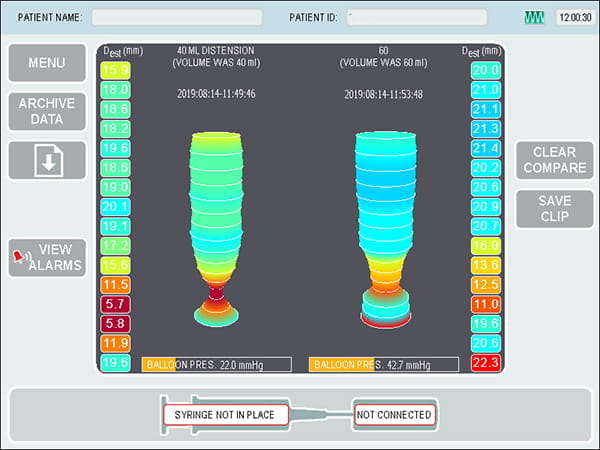 PATIENT NAME:
PATIENT ID:
12:00:30
MENU
ARCHIVE
DATA
VIEW
ALARMS
Dest (mm)
15.9
18.0
18.6
18.2
19.6
18.6
19.0
20.1
19.1
17.2
15.6
11.5
5.7
5.8
11.9
19.6
40 ML DISTENSION
(VOLUME WAS 40 ml)
2019:08:14-11:49:46
BALLOON PRES. 22.0 mmHg
60
(VOLUME WAS 60 ml)
2019:08:14-11:53:48
BALLOON PRES. 42.7 mmHg
Dest (mm)
20.0
21.0
21.1
21.3
21.4
20.2
20.6
20.9
20.7
16.0
13.6
12.5
11.0
19.6
20.6
22.3
CLEAR
COMPARE
SAVE
CLIP
SYRINGE NOT IN PLACE
NOT CONNECTED